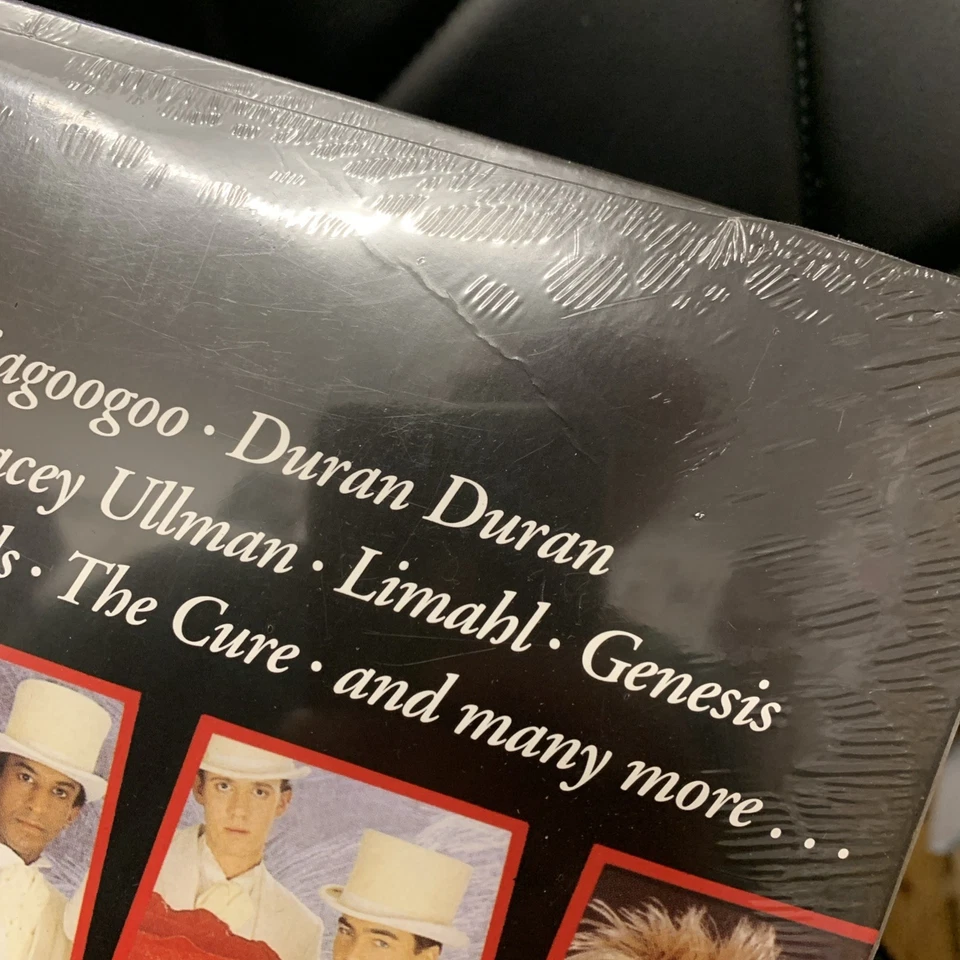 agoogoo · Duran Duran
acey Ullman · Limahl · Genesis
ls · The Cure · and many more . . .